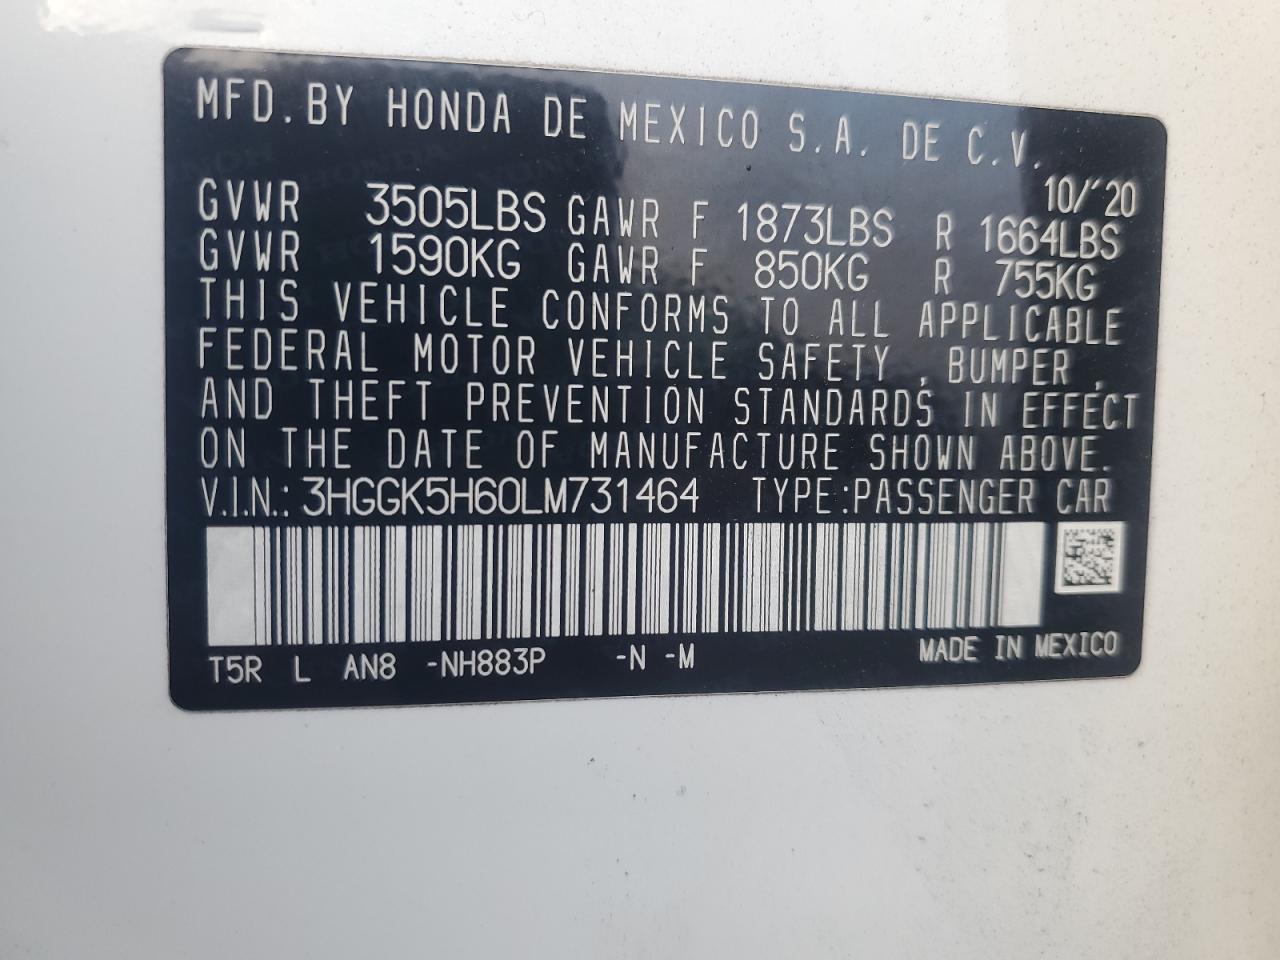 MFD.BY HONDA DE MEXICO S.A. DE C.V.
10/'20
GVWR 3505LBS GAWR F 1873LBS R 1664LBS
GVWR 1590KG GAWR F 850KG R 755KG
THIS VEHICLE CONFORMS TO ALL APPLICABLE
FEDERAL MOTOR VEHICLE SAFETY, BUMPER,
AND THEFT PREVENTION STANDARDS IN EFFECT
ON THE DATE OF MANUFACTURE SHOWN ABOVE.
V.I.N.: 3HGGK5H60LM731464 TYPE:PASSENGER CAR
T5R L AN8 -NH883P -N -M MADE IN MEXICO